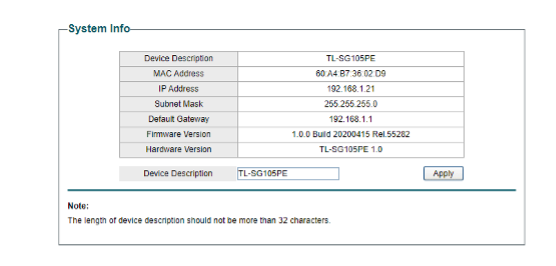 System Info
Device Description TL-SG105PE
MAC Address 60:A4:B7:36:02:D9
IP Address 192.168.1.21
Subnet Mask 255.255.255.0
Default Gateway 192.168.1.1
Firmware Version 1.0.0 Build 20200415 Rel.55282
Hardware Version TL-SG105PE 1.0
Device Description TL-SG105PE Apply
Note:
The length of device description should not be more than 32 characters.